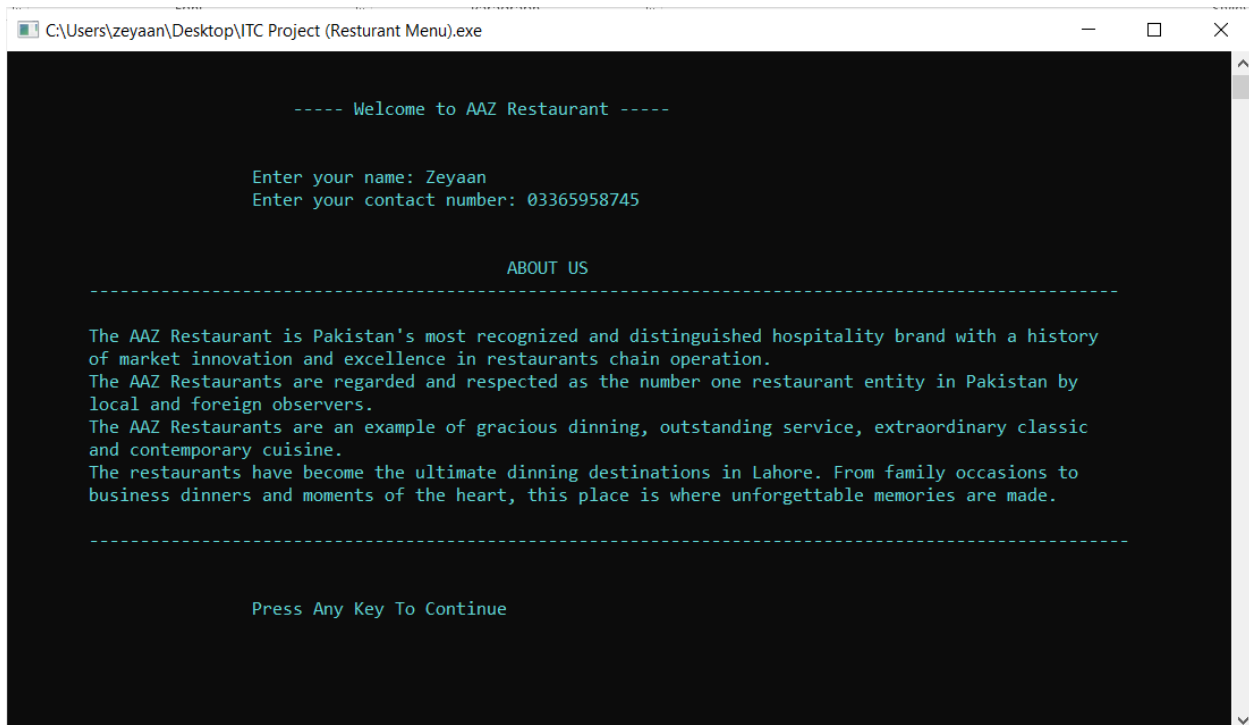 C:\Users\zeyaan\Desktop\ITC Project (Resturant Menu).exe
----- Welcome to AAZ Restaurant -----
Enter your name: Zeyaan
Enter your contact number: 03365958745
ABOUT US
-----------------------------------------------------------------------------------------------------
The AAZ Restaurant is Pakistan's most recognized and distinguished hospitality brand with a history
of market innovation and excellence in restaurants chain operation.
The AAZ Restaurants are regarded and respected as the number one restaurant entity in Pakistan by
local and foreign observers.
The AAZ Restaurants are an example of gracious dinning, outstanding service, extraordinary classic
and contemporary cuisine.
The restaurants have become the ultimate dinning destinations in Lahore. From family occasions to
business dinners and moments of the heart, this place is where unforgettable memories are made.
------------------------------------------------------------------------------------------------------
Press Any Key To Continue